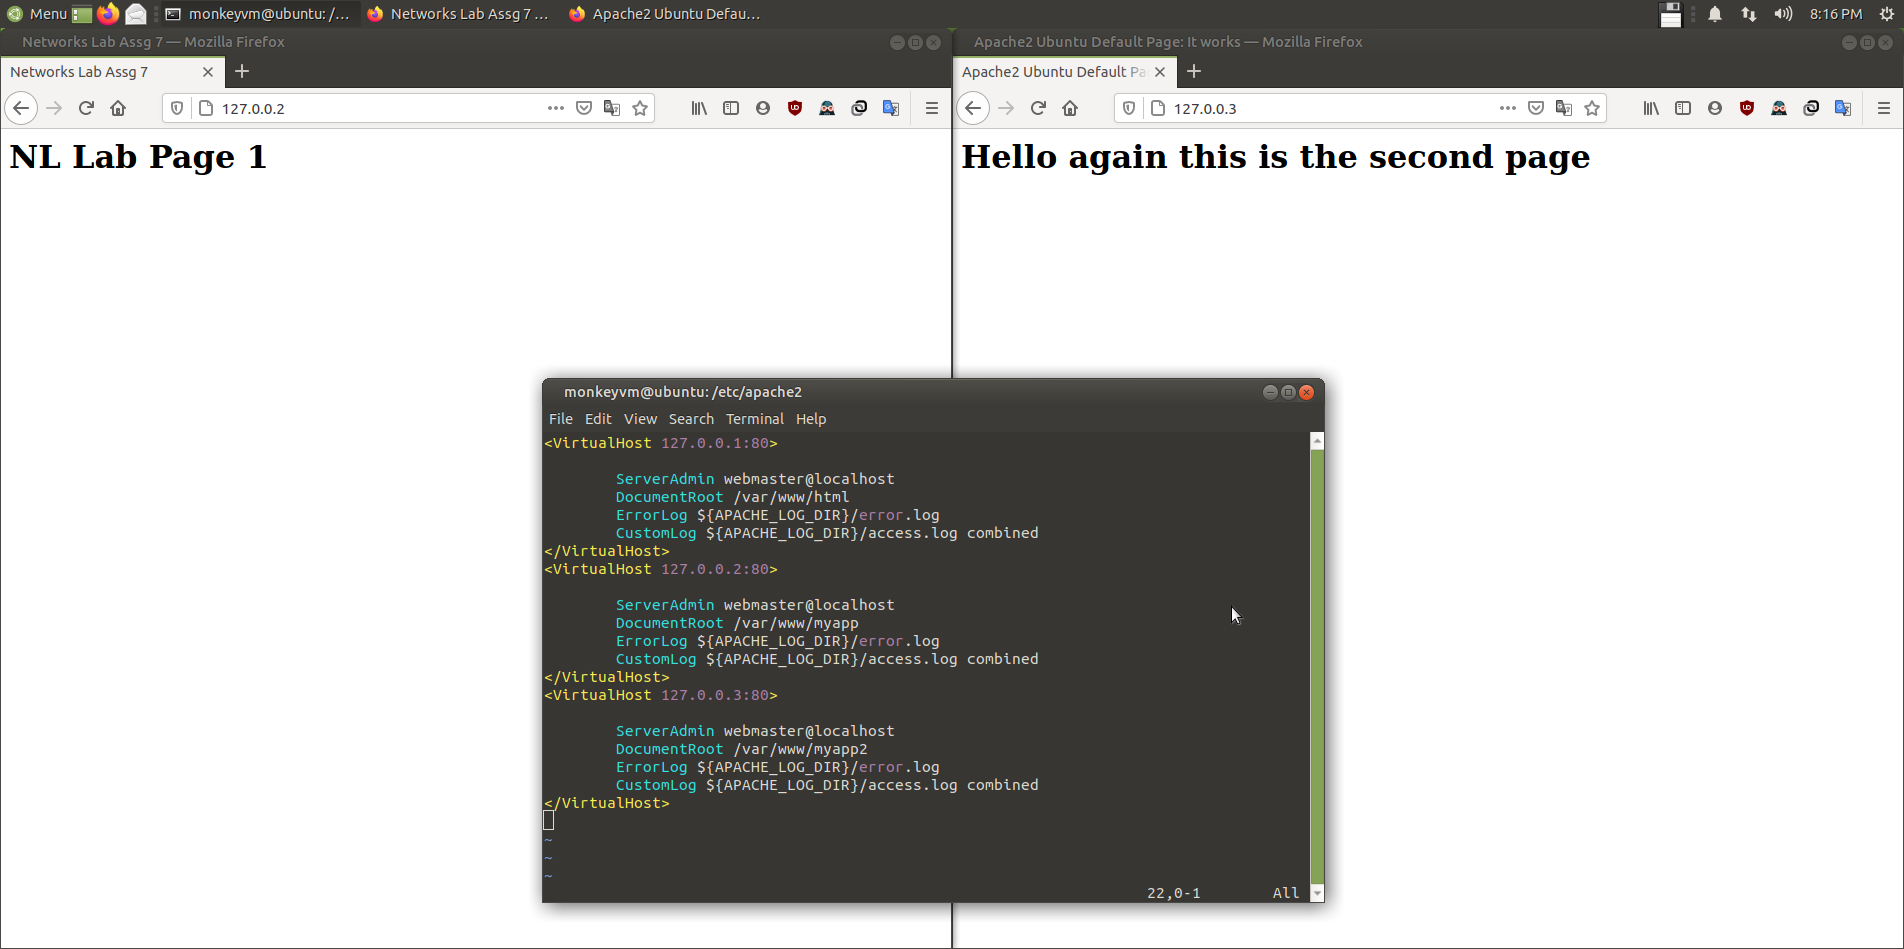 Menu monkeyvm@ubuntu: /... Networks Lab Assg 7 ... Apache2 Ubuntu Defau... 8:16 PM
Networks Lab Assg 7 — Mozilla Firefox
Networks Lab Assg 7
127.0.0.2
NL Lab Page 1
Apache2 Ubuntu Default Page: It works — Mozilla Firefox
Apache2 Ubuntu Default Pa
127.0.0.3
Hello again this is the second page
monkeyvm@ubuntu: /etc/apache2
File Edit View Search Terminal Help
<VirtualHost 127.0.0.1:80>
ServerAdmin webmaster@localhost
DocumentRoot /var/www/html
ErrorLog ${APACHE_LOG_DIR}/error.log
CustomLog ${APACHE_LOG_DIR}/access.log combined
</VirtualHost>
<VirtualHost 127.0.0.2:80>
ServerAdmin webmaster@localhost
DocumentRoot /var/www/myapp
ErrorLog ${APACHE_LOG_DIR}/error.log
CustomLog ${APACHE_LOG_DIR}/access.log combined
</VirtualHost>
<VirtualHost 127.0.0.3:80>
ServerAdmin webmaster@localhost
DocumentRoot /var/www/myapp2
ErrorLog ${APACHE_LOG_DIR}/error.log
CustomLog ${APACHE_LOG_DIR}/access.log combined
</VirtualHost>
~
~
~
22,0-1 All